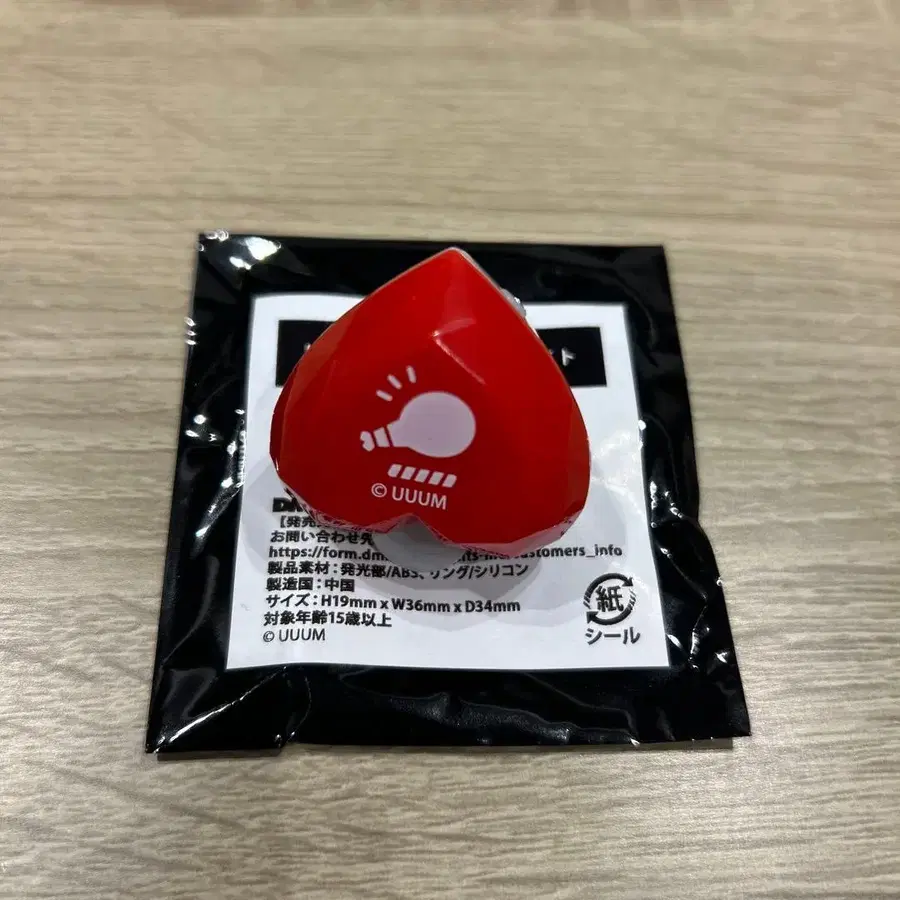 ト
© UUUM
【発売
お問い合わせ先
https://form.dm
customers_info
製品素材：発光部/ABS、リング/シリコン
製造国：中国
サイズ：H19mm x W36mm x D34mm
対象年齢15歳以上
© UUUM
紙
シール